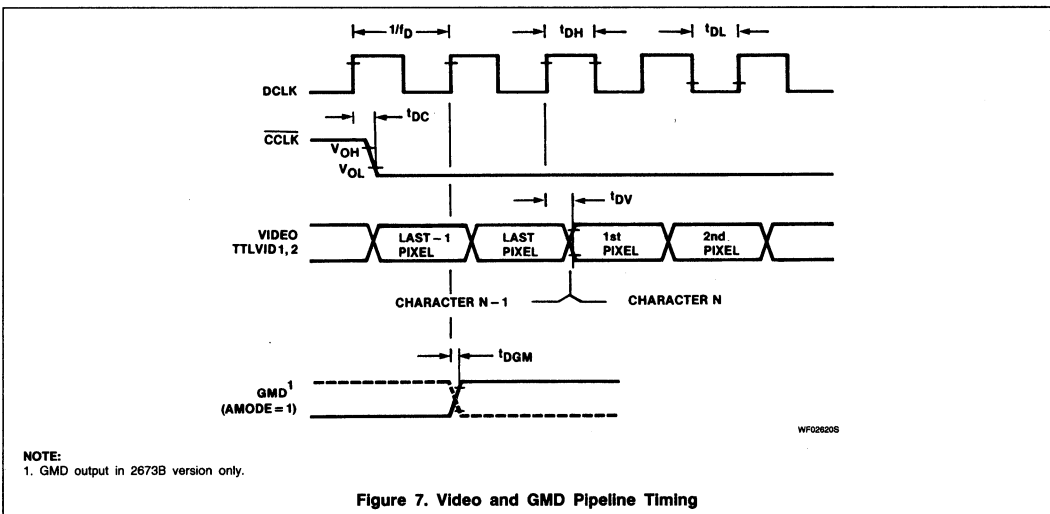 1/fD
tDH
tDL
DCLK
tDC
CCLK
VOH
VOL
tDV
VIDEO
TTLVID1, 2
LAST – 1
PIXEL
LAST
PIXEL
1st
PIXEL
2nd
PIXEL
CHARACTER N – 1
CHARACTER N
tDGM
GMD1
(AMODE = 1)
WF02620S
NOTE:
1. GMD output in 2673B version only.
Figure 7. Video and GMD Pipeline Timing